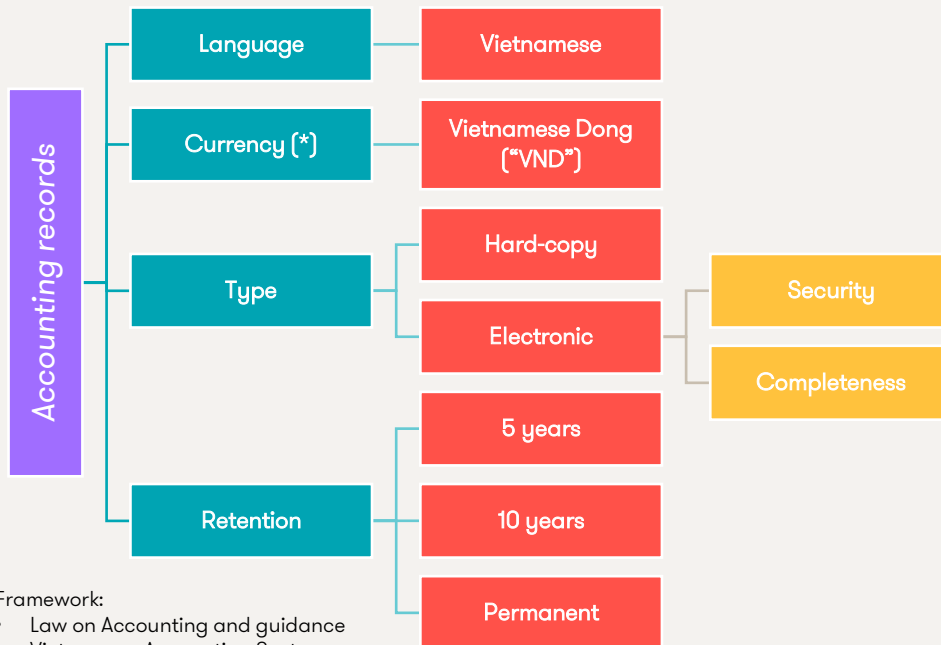 Accounting records
Language
Vietnamese
Currency (*)
Vietnamese Dong
("VND")
Type
Hard-copy
Electronic
Security
Completeness
Retention
5 years
10 years
Permanent
Framework:
Law on Accounting and guidance
Accounting